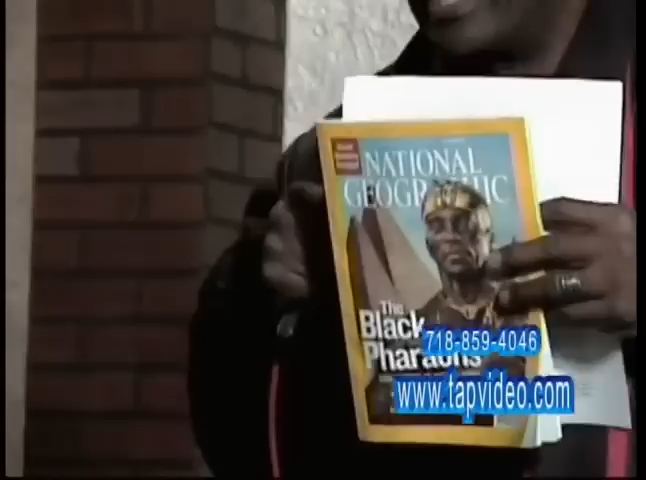 NATIONAL
GEOGRAPHIC
The
Black
Pharaohs
718-859-4046
www.tapvideo.com